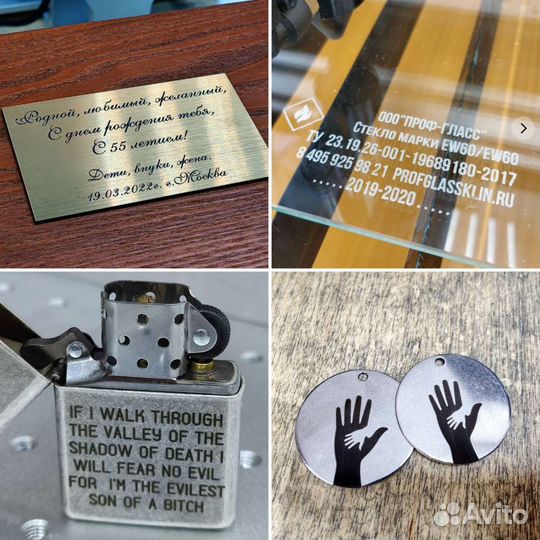 Родной, любимый, желанный,
С днем рождения тебя,
С 55 летием!
Дети, внуки, жена.
19.03.2022г. г.Москва
ООО"ПРОФ-ГЛАСС"
СТЕКЛО МАРКИ EW60/EW60
ТУ 23.19.26-001-19689180-2017
8 495 925 98 21 PROFGLASSKLIN.RU
......2019-2020......
IF I WALK THROUGH
THE VALLEY OF THE
SHADOW OF DEATH I
WILL FEAR NO EVIL
FOR I'M THE EVILEST
SON OF A BITCH
Avito